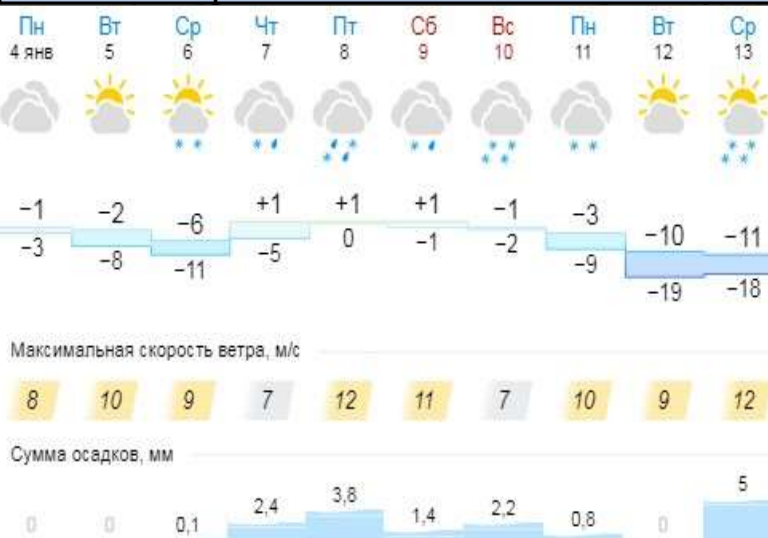 Пн Вт Ср Чт Пт Сб Вс Пн Вт Ср
4 янв 5 6 7 8 9 10 11 12 13
−1 −2 −6 +1 +1 +1 −1 −3 −10 −11
−3 −8 −11 −5 0 −1 −2 −9 −19 −18
Максимальная скорость ветра, м/с
8 10 9 7 12 11 7 10 9 12
Сумма осадков, мм
0 0 0,1 2,4 3,8 1,4 2,2 0,8 0 5